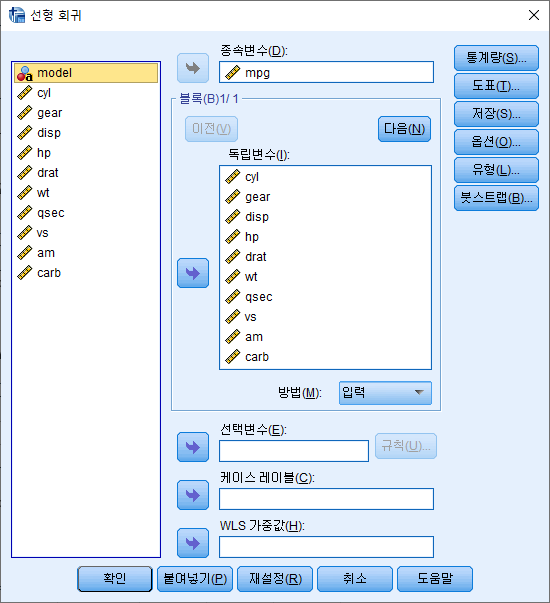 선형 회귀
model
cyl
gear
disp
hp
drat
wt
qsec
vs
am
carb
종속변수(D):
mpg
블록(B)1/ 1
이전(V)
다음(N)
독립변수(I):
cyl
gear
disp
hp
drat
wt
qsec
vs
am
carb
방법(M):
입력
선택변수(E):
규칙(U)...
케이스 레이블(C):
WLS 가중값(H):
통계량(S)...
도표(T)...
저장(S)...
옵션(O)...
유형(L)...
붓스트랩(B)...
확인
붙여넣기(P)
재설정(R)
취소
도움말